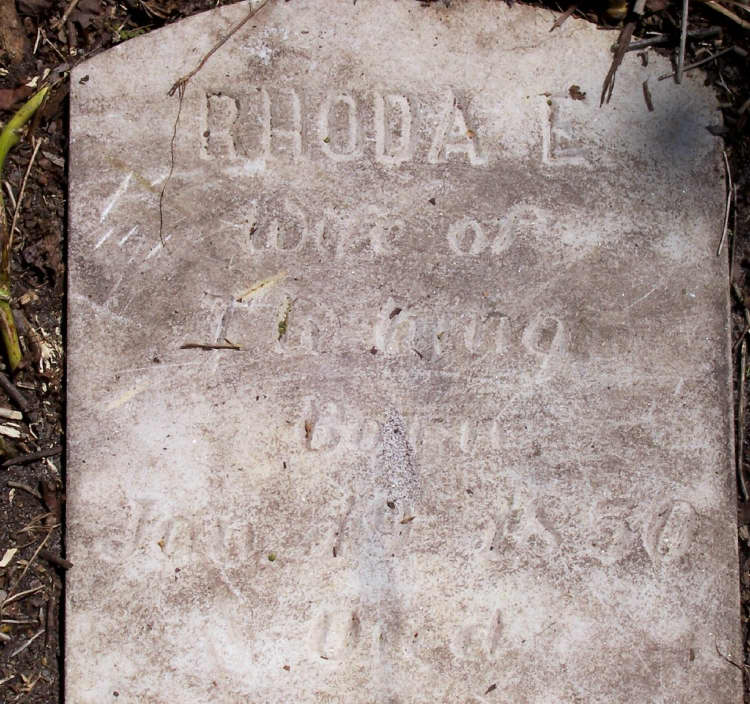 RHODA E.
Wife of
Born
Jan. 1850
Died